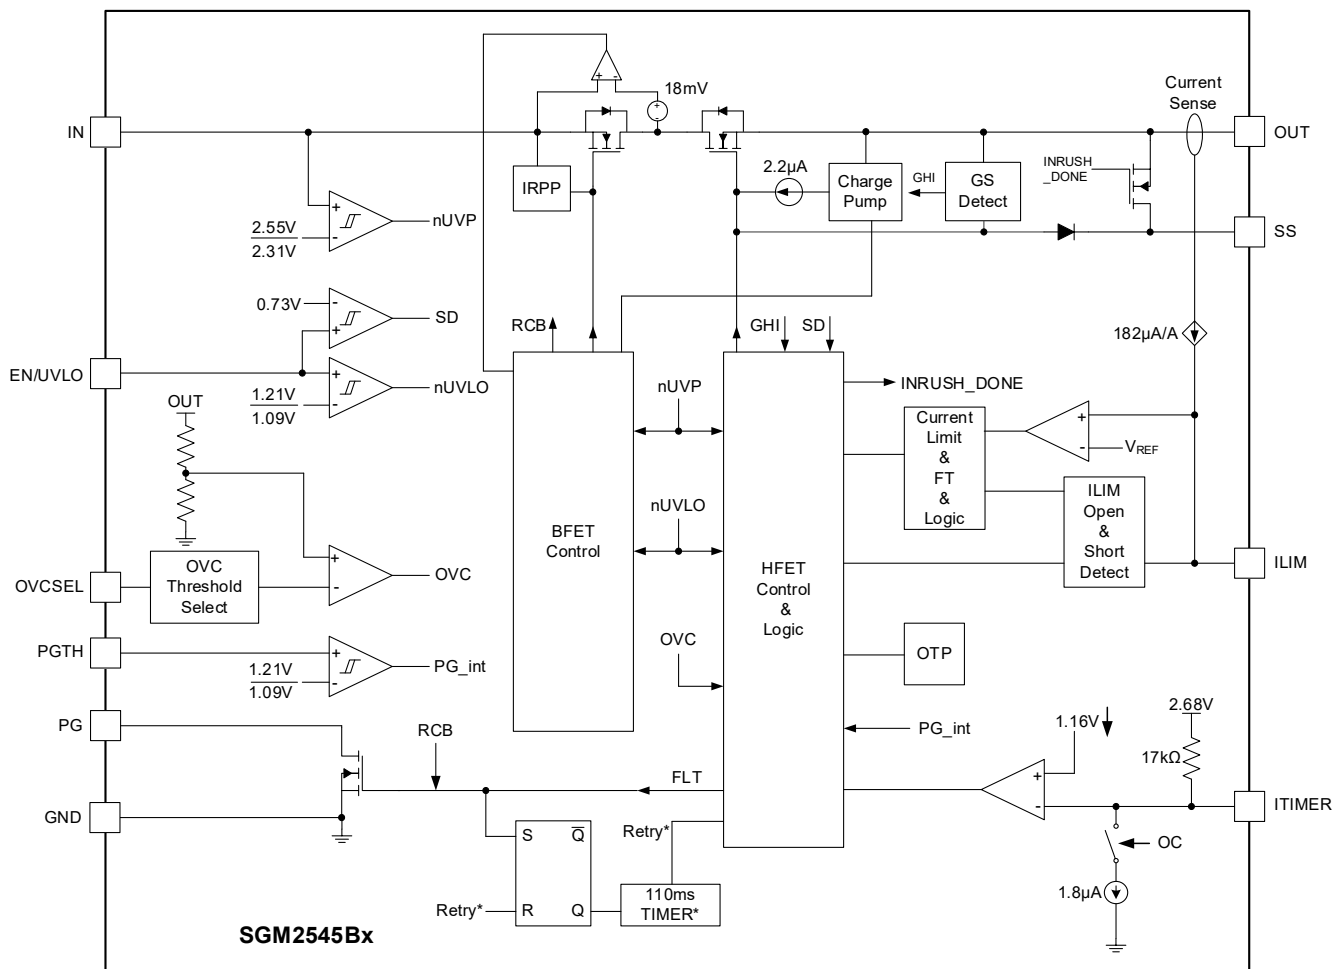 18mV
Current
Sense
IN
OUT
+
-
+
-
IRPP
2.2µA
Charge
Pump
GHI
GS
Detect
INRUSH
_DONE
2.55V
2.31V
+
-
nUVP
SS
0.73V
-
+
SD
RCB
GHI
SD
182µA/A
EN/UVLO
1.21V
1.09V
+
-
nUVLO
nUVP
INRUSH_DONE
OUT
Current
Limit
&
FT
&
Logic
+
-
VREF
nUVLO
ILIM
Open
&
Short
Detect
ILIM
BFET
Control
HFET
Control
&
Logic
OVCSEL
OVC
Threshold
Select
+
-
OVC
PGTH
1.21V
1.09V
+
-
PG_int
OVC
OTP
PG
RCB
PG_int
1.16V
2.68V
17kΩ
FLT
+
-
ITIMER
GND
S
Q̅
R
Q
Retry*
Retry*
110ms
TIMER*
OC
1.8µA
SGM2545Bx